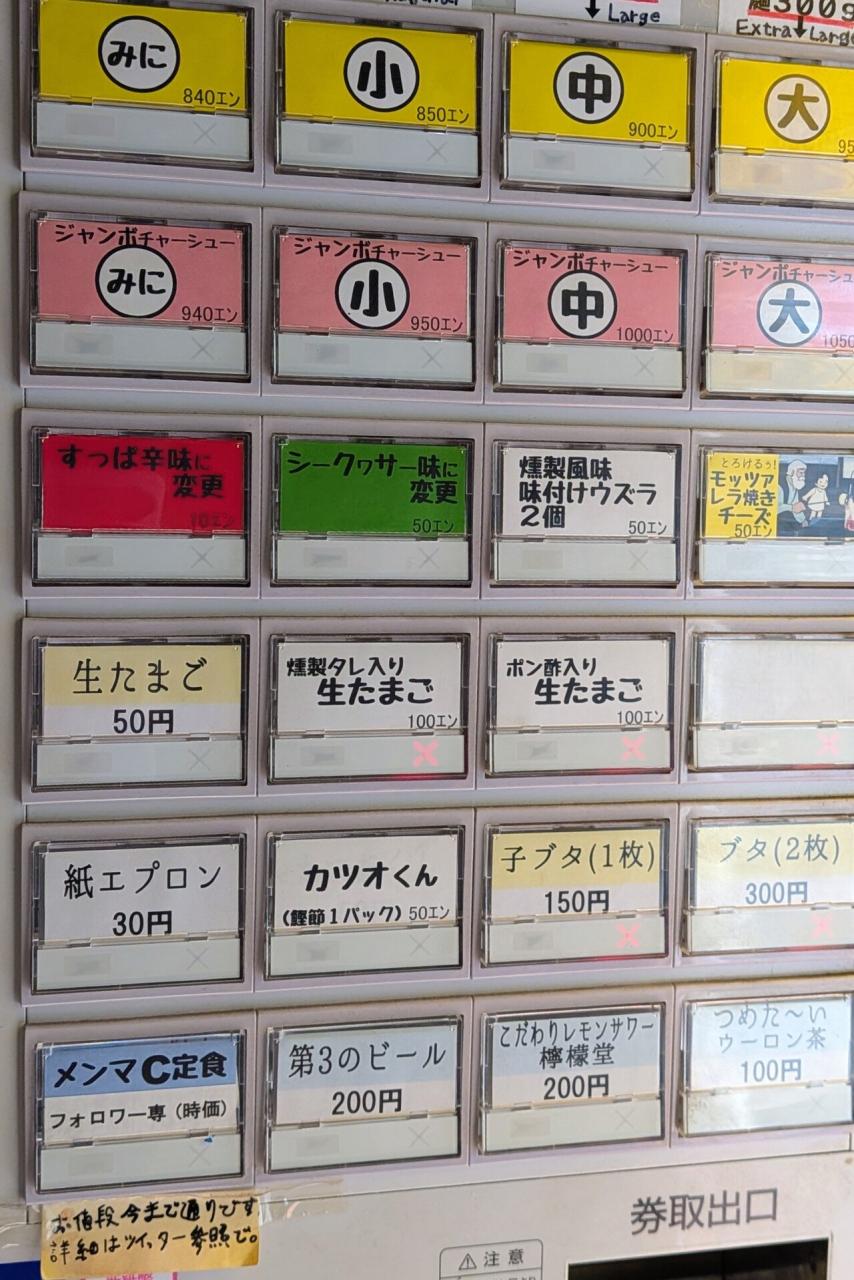 ↓ Large
麺300g
Extra↓Large
みに
840エン
小
850エン
中
900エン
大
95
ジャンボチャーシュー
みに
940エン
ジャンボチャーシュー
小
950エン
ジャンボチャーシュー
中
1000エン
ジャンボチャーシュ
大
1050
すっぱ辛味に
変更
10エン
シークヮサー味に
変更
50エン
燻製風味
味付けウズラ
2個
50エン
とろけるぅ!
モッツァ
レラ焼き
チーズ
50エン
生たまご
50円
燻製タレ入り
生たまご
100エン
ポン酢入り
生たまご
100エン
紙エプロン
30円
カツオくん
(鰹節1パック) 50エン
子ブタ(1枚)
150円
ブタ(2枚)
300円
メンマC定食
フォロワー専(時価)
第3のビール
200円
こだわりレモンサワー
檸檬堂
200円
つめた〜い
ウーロン茶
100円
お値段今まで通りです
詳細はツイッター参照で。
券取出口
注意